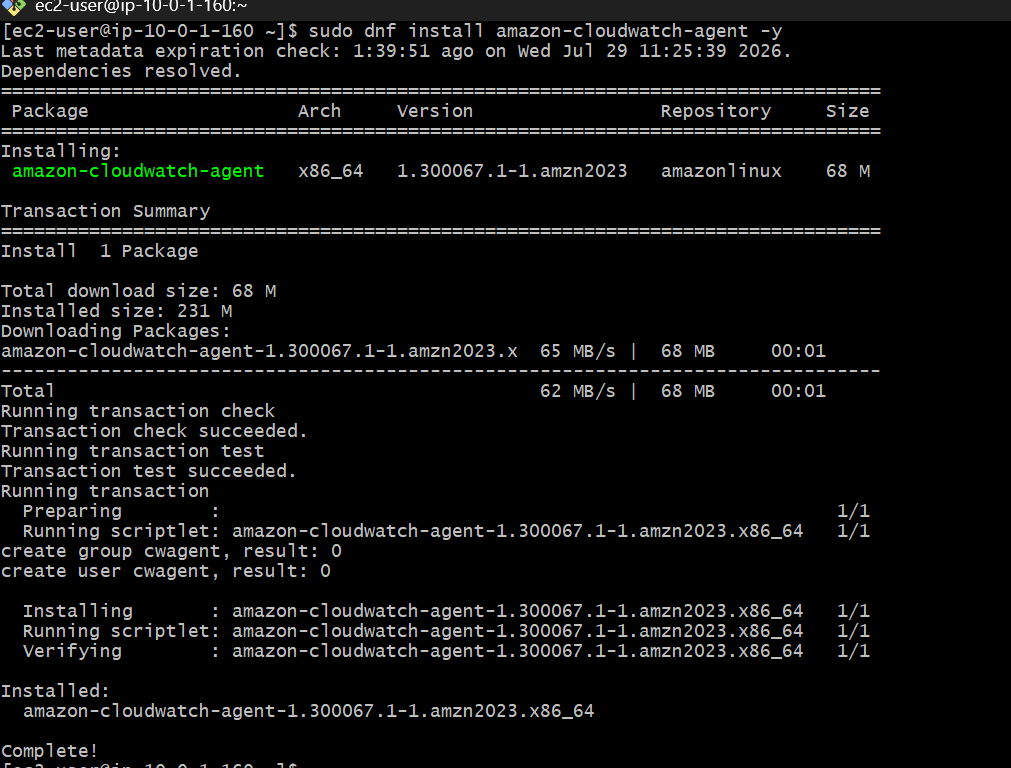 ec2-user@ip-10-0-1-160:~
[ec2-user@ip-10-0-1-160 ~]$ sudo dnf install amazon-cloudwatch-agent -y
Last metadata expiration check: 1:39:51 ago on Wed Jul 29 11:25:39 2026.
Dependencies resolved.
================================================================================
 Package                   Arch     Version                 Repository     Size
================================================================================
Installing:
 amazon-cloudwatch-agent   x86_64   1.300067.1-1.amzn2023   amazonlinux    68 M

Transaction Summary
================================================================================
Install  1 Package

Total download size: 68 M
Installed size: 231 M
Downloading Packages:
amazon-cloudwatch-agent-1.300067.1-1.amzn2023.x  65 MB/s |  68 MB     00:01
--------------------------------------------------------------------------------
Total                                            62 MB/s |  68 MB     00:01
Running transaction check
Transaction check succeeded.
Running transaction test
Transaction test succeeded.
Running transaction
  Preparing        :                                                        1/1
  Running scriptlet: amazon-cloudwatch-agent-1.300067.1-1.amzn2023.x86_64   1/1
create group cwagent, result: 0
create user cwagent, result: 0

  Installing       : amazon-cloudwatch-agent-1.300067.1-1.amzn2023.x86_64   1/1
  Running scriptlet: amazon-cloudwatch-agent-1.300067.1-1.amzn2023.x86_64   1/1
  Verifying        : amazon-cloudwatch-agent-1.300067.1-1.amzn2023.x86_64   1/1

Installed:
  amazon-cloudwatch-agent-1.300067.1-1.amzn2023.x86_64

Complete!
[ec2-user@ip-10-0-1-160 ~]$